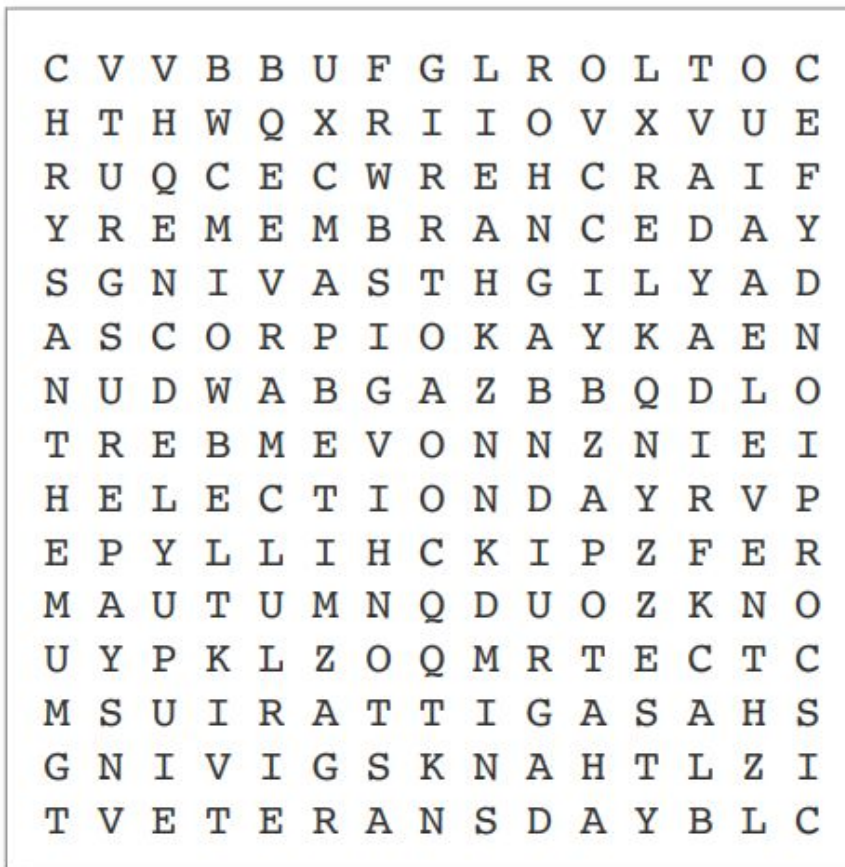 C V V B B U F G L R O L T O C
H T H W Q X R I I O V X V U E
R U Q C E C W R E H C R A I F
Y R E M E M B R A N C E D A Y
S G N I V A S T H G I L Y A D
A S C O R P I O K A Y K A E N
N U D W A B G A Z B B Q D L O
T R E B M E V O N N Z N I E I
H E L E C T I O N D A Y R V P
E P Y L L I H C K I P Z F E R
M A U T U M N Q D U O Z K N O
U Y P K L Z O Q M R T E C T C
M S U I R A T T I G A S A H S
G N I V I G S K N A H T L Z I
T V E T E R A N S D A Y B L C